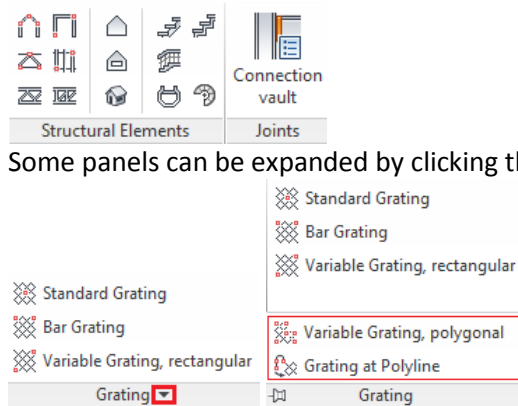 Connection
vault
Structural Elements
Joints
Some panels can be expanded by clicking
Standard Grating
Bar Grating
Variable Grating, rectangular
Grating
Standard Grating
Bar Grating
Variable Grating, rectangular
Variable Grating, polygonal
Grating at Polyline
Grating